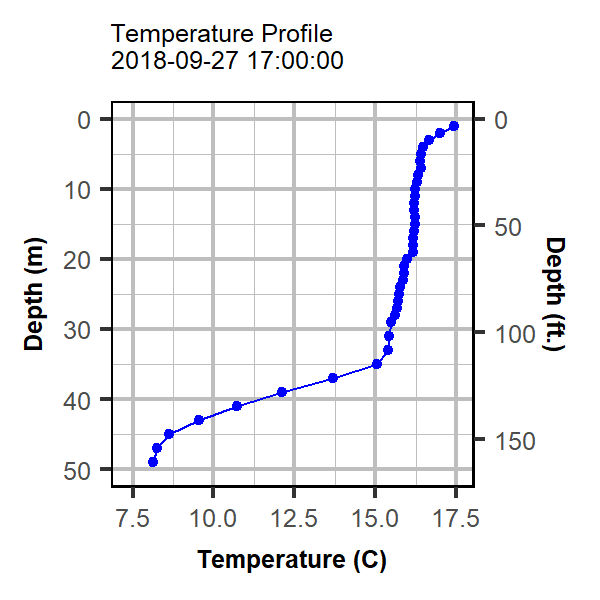 Temperature Profile
2018-09-27 17:00:00
0
10
20
30
40
50
Depth (m)
0
50
100
150
Depth (ft.)
7.5 10.0 12.5 15.0 17.5
Temperature (C)